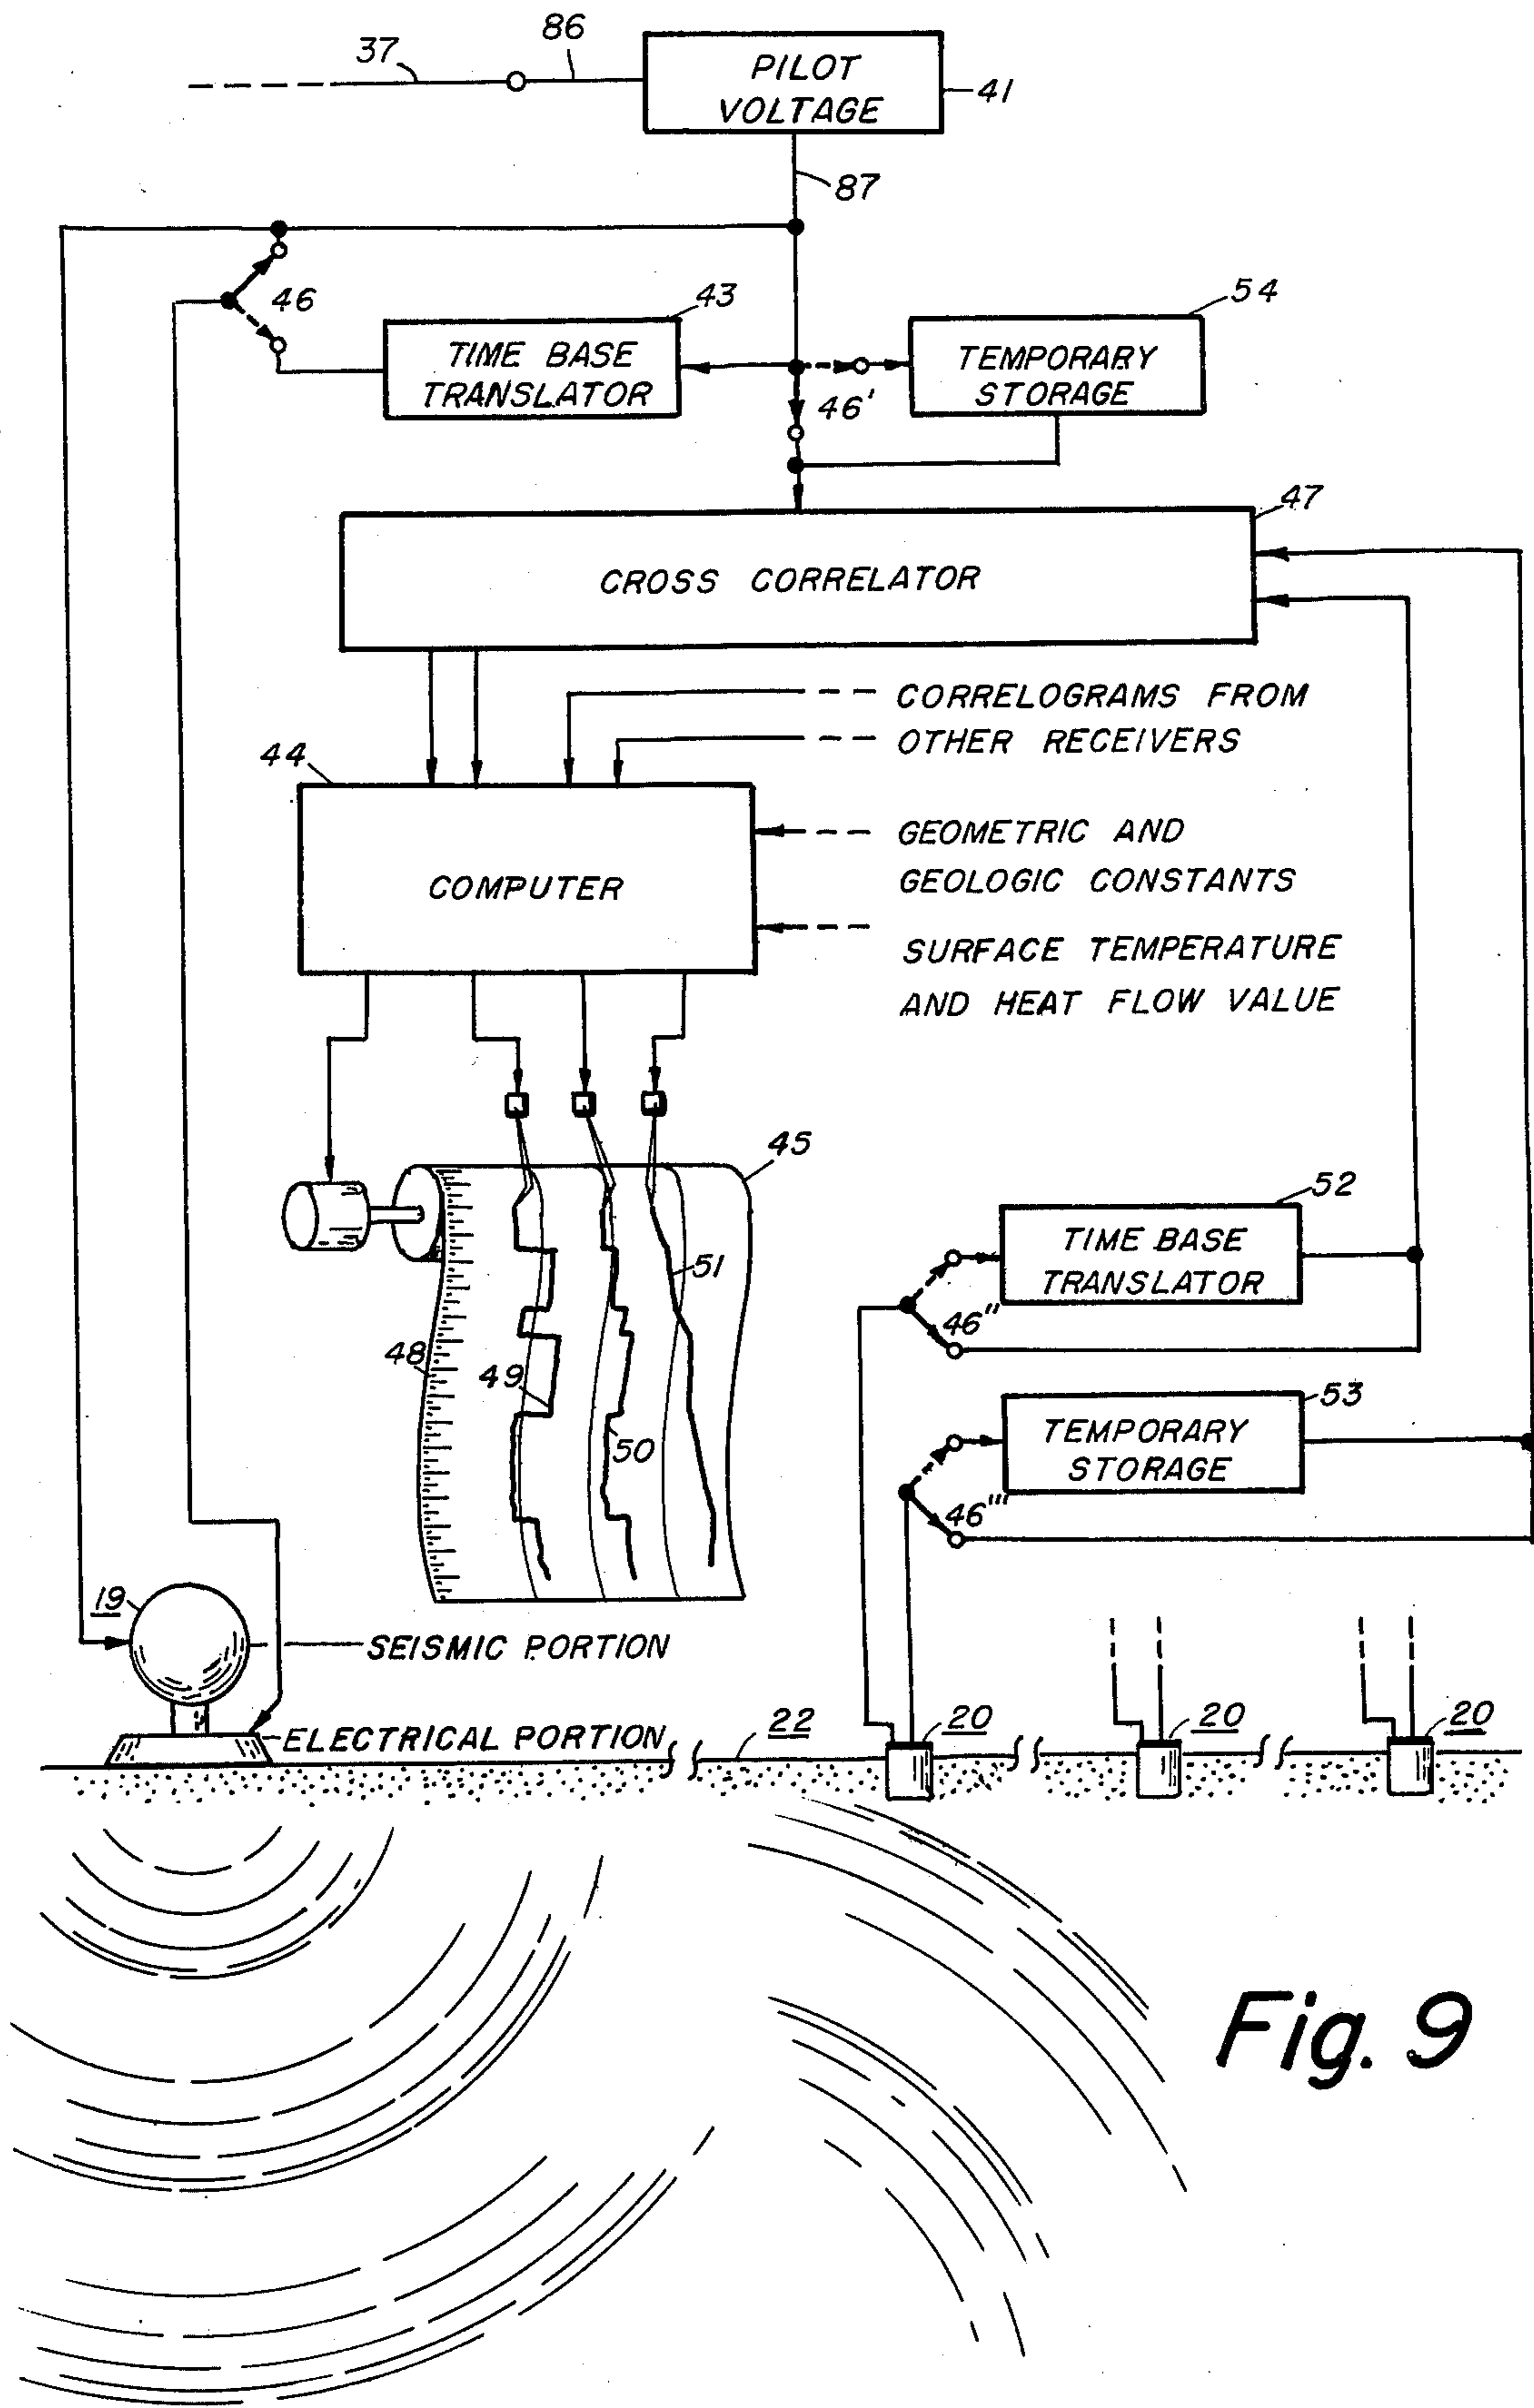 37
86
PILOT
VOLTAGE
41
87
46
43
TIME BASE
TRANSLATOR
54
TEMPORARY
STORAGE
46'
47
CROSS CORRELATOR
CORRELOGRAMS FROM
OTHER RECEIVERS
44
COMPUTER
GEOMETRIC AND
GEOLOGIC CONSTANTS
SURFACE TEMPERATURE
AND HEAT FLOW VALUE
45
51
48
49
50
52
TIME BASE
TRANSLATOR
46"
53
TEMPORARY
STORAGE
46'''
19
SEISMIC PORTION
ELECTRICAL PORTION
22
20
20
20
Fig. 9